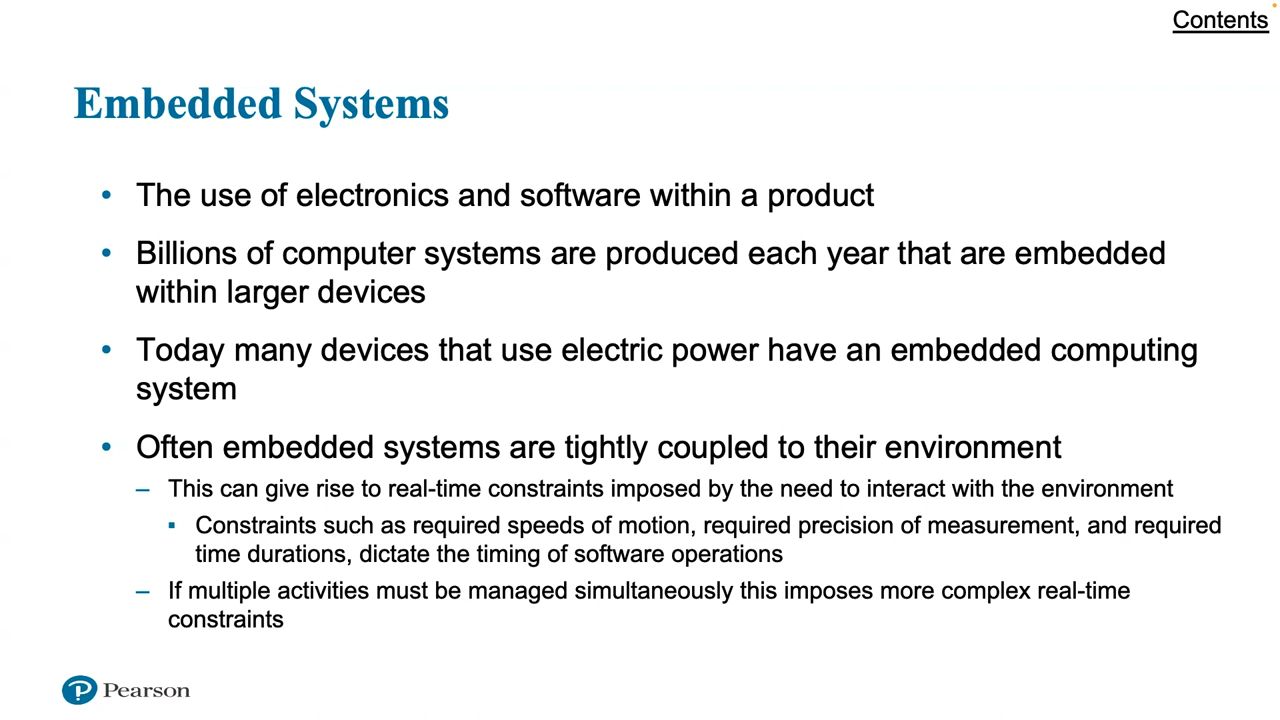 Contents
Embedded Systems
• The use of electronics and software within a product
• Billions of computer systems are produced each year that are embedded
within larger devices
• Today many devices that use electric power have an embedded computing
system
• Often embedded systems are tightly coupled to their environment
– This can give rise to real-time constraints imposed by the need to interact with the environment
▪ Constraints such as required speeds of motion, required precision of measurement, and required
time durations, dictate the timing of software operations
– If multiple activities must be managed simultaneously this imposes more complex real-time
constraints
Pearson